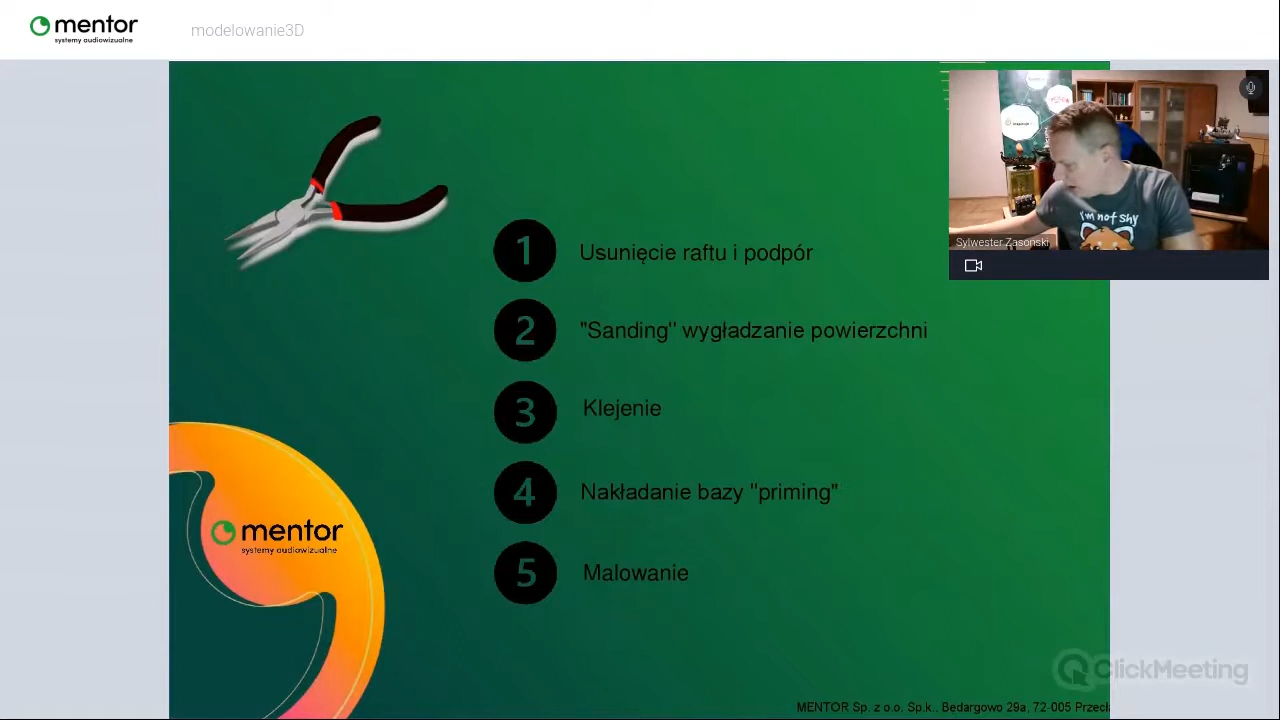 mentor
systemy audiowizualne
modelowanie3D
I'm not shy
Sylwester Zasoński
1 Usunięcie raftu i podpór
2 "Sanding" wygładzanie powierzchni
3 Klejenie
4 Nakładanie bazy "priming"
5 Malowanie
mentor
systemy audiowizualne
ClickMeeting
MENTOR Sp. z o.o. Sp.k., Bedargowo 29a, 72-005 Przecła